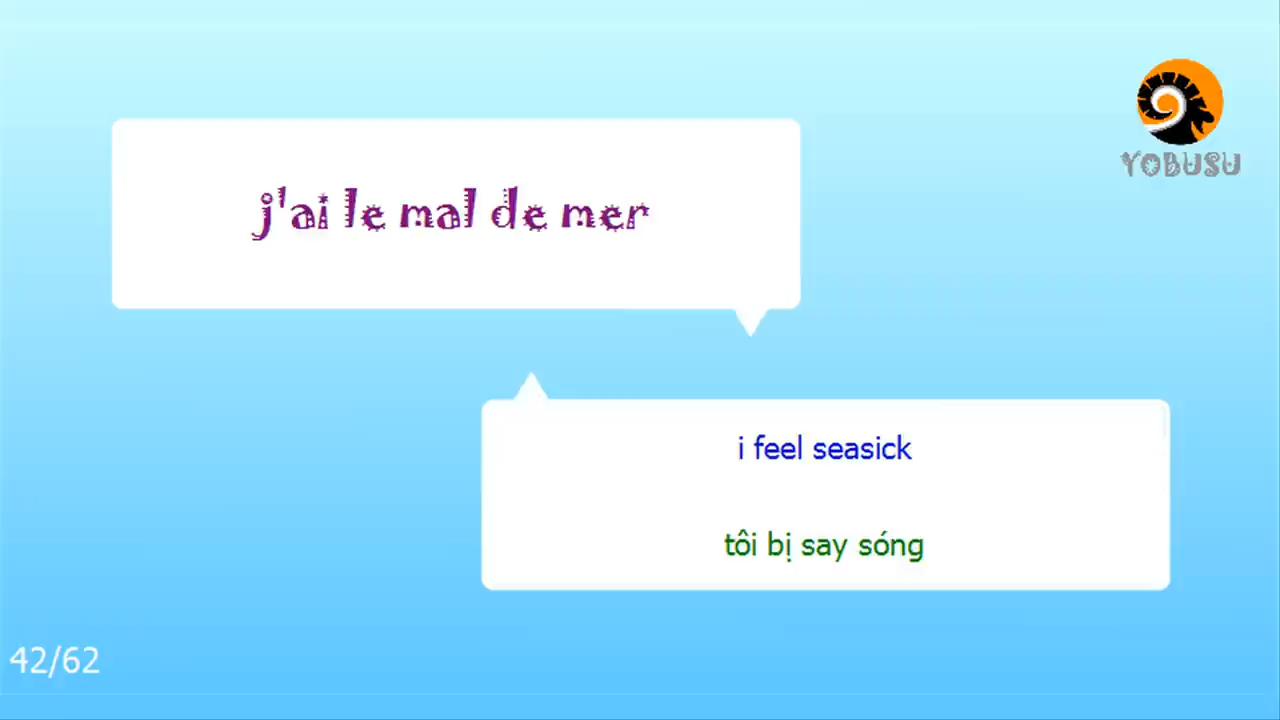 YOBUSU
j'ai le mal de mer
i feel seasick
tôi bị say sóng
42/62